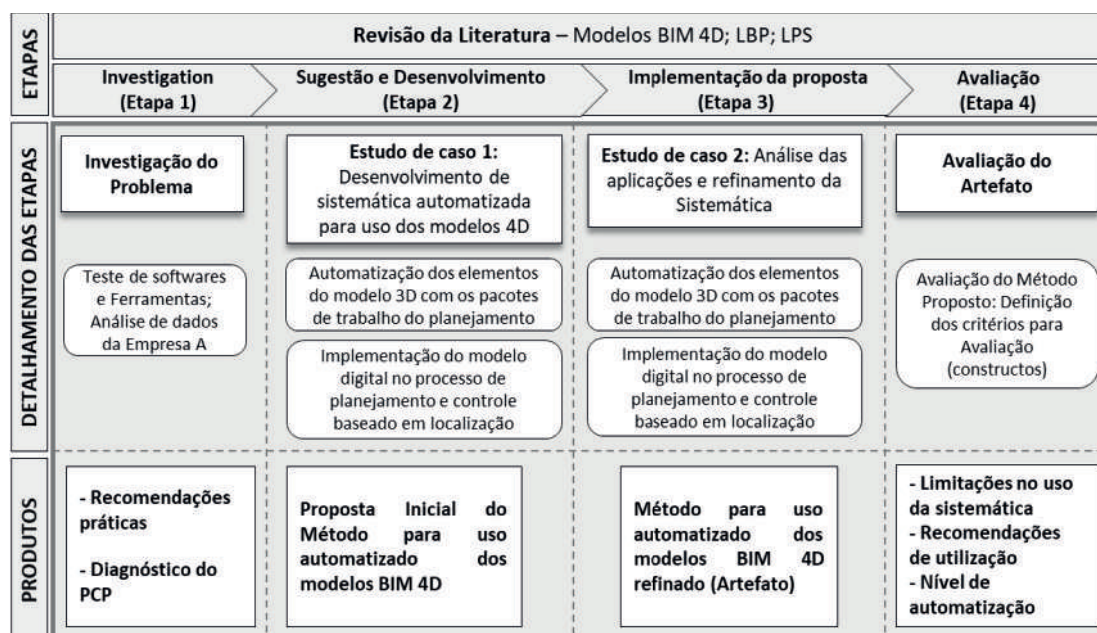 ETAPAS
Revisão da Literatura – Modelos BIM 4D; LBP; LPS
Investigation
(Etapa 1)
Sugestão e Desenvolvimento
(Etapa 2)
Implementação da proposta
(Etapa 3)
Avaliação
(Etapa 4)
DETALHAMENTO DAS ETAPAS
Investigação do
Problema
Estudo de caso 1:
Desenvolvimento de
sistemática automatizada
para uso dos modelos 4D
Estudo de caso 2: Análise das
aplicações e refinamento da
Sistemática
Avaliação do
Artefato
Teste de softwares
e Ferramentas;
Análise de dados
da Empresa A
Automatização dos elementos
do modelo 3D com os pacotes
de trabalho do planejamento
Automatização dos elementos
do modelo 3D com os pacotes
de trabalho do planejamento
Avaliação do Método
Proposto: Definição
dos critérios para
Avaliação
(constructos)
Implementação do modelo
digital no processo de
planejamento e controle
baseado em localização
Implementação do modelo
digital no processo de
planejamento e controle
baseado em localização
PRODUTOS
- Recomendações
práticas
- Diagnóstico do
PCP
Proposta Inicial do
Método para uso
automatizado dos
modelos BIM 4D
Método para uso
automatizado dos
modelos BIM 4D
refinado (Artefato)
- Limitações no uso
da sistemática
- Recomendações
de utilização
- Nível de
automatização